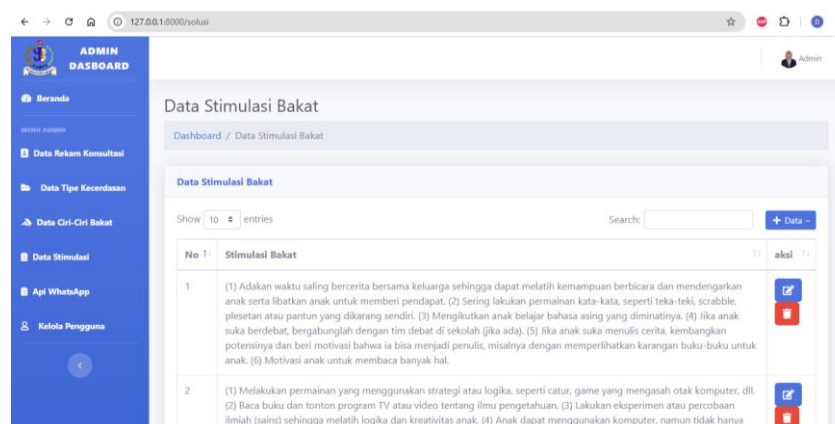 127.0.0.1:8000/solusi
ADMIN
DASBOARD
Admin
Beranda
MENU ADMIN
Data Rekam Konsultasi
Data Tipe Kecerdasan
Data Ciri-Ciri Bakat
Data Stimulasi
Api WhatsApp
Kelola Pengguna
Data Stimulasi Bakat
Dashboard / Data Stimulasi Bakat
Data Stimulasi Bakat
Show 10 entries
Search:
+ Data –
No Stimulasi Bakat aksi
1 (1) Adakan waktu saling bercerita bersama keluarga sehingga dapat melatih kemampuan berbicara dan mendengarkan
anak serta libatkan anak untuk memberi pendapat. (2) Sering lakukan permainan kata-kata, seperti teka-teki, scrabble,
plesetan atau pantun yang dikarang sendiri. (3) Mengikutkan anak belajar bahasa asing yang diminatinya. (4) Jika anak
suka berdebat, bergabunglah dengan tim debat di sekolah (jika ada). (5) Jika anak suka menulis cerita, kembangkan
potensinya dan beri motivasi bahwa ia bisa menjadi penulis, misalnya dengan memperlihatkan karangan buku-buku untuk
anak. (6) Motivasi anak untuk membaca banyak hal.
2 (1) Melakukan permainan yang menggunakan strategi atau logika, seperti catur, game yang mengasah otak komputer, dll.
(2) Baca buku dan tonton program TV atau video tentang ilmu pengetahuan. (3) Lakukan eksperimen atau percobaan
ilmiah (sains) sehingga melatih logika dan kreativitas anak. (4) Anak dapat menggunakan komputer, namun tidak hanya